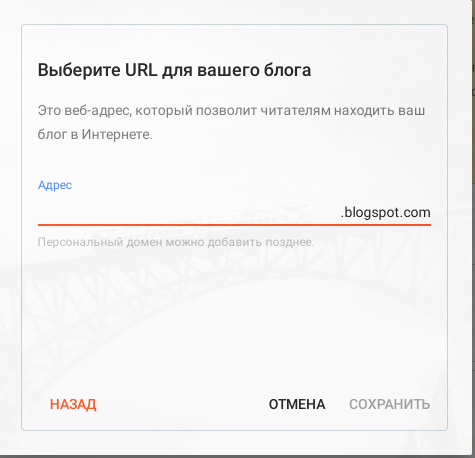 Выберите URL для вашего блога
Это веб-адрес, который позволит читателям находить ваш
блог в Интернете.
Адрес
.blogspot.com
Персональный домен можно добавить позднее.
НАЗАД
ОТМЕНА
СОХРАНИТЬ